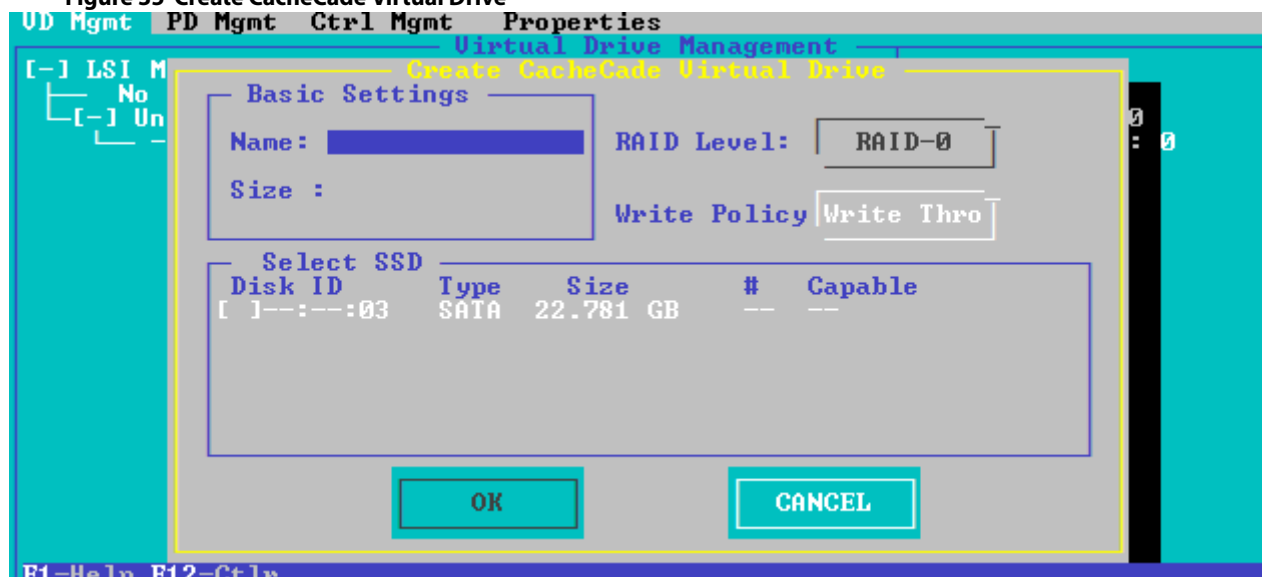 Figure 35 Create CacheCade Virtual Drive
VD Mgmt PD Mgmt Ctrl Mgmt Properties
Virtual Drive Management
[-] LSI M
Create CacheCade Virtual Drive
No
Basic Settings
[-] Un
0
Name:
RAID Level: RAID-0
: 0
Size :
Write Policy Write Thro
Select SSD
Disk ID Type Size # Capable
[ ]--:--:03 SATA 22.781 GB -- --
OK CANCEL
F1-Help F12-Ctlr